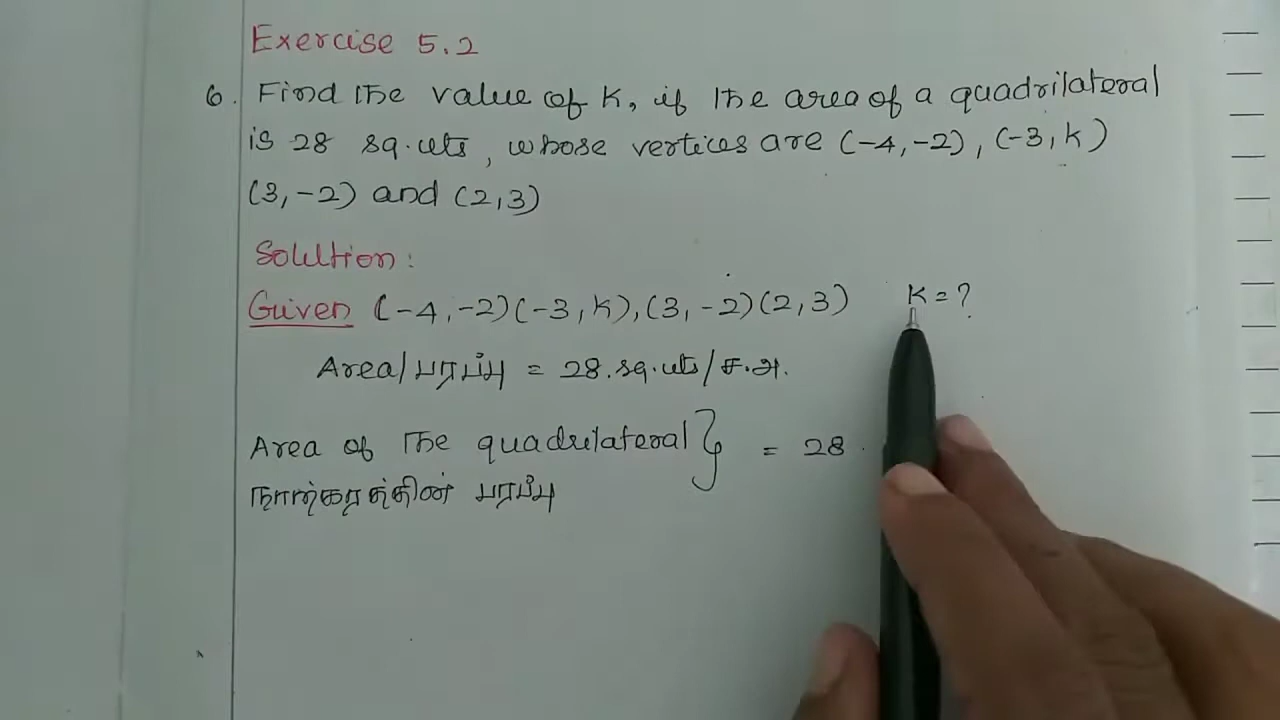 Exercise 5.2
6. Find the value of K, if the area of a quadrilateral
is 28 sq.uts, whose vertices are (-4,-2), (-3, k)
(3,-2) and (2,3)
Solution:
Given (-4,-2)(-3, k), (3, -2)(2,3) K = ?
Area/பரப்பு = 28.sq.uts/ ச.அ.
Area of the quadrilateral } = 28.
நாற்கரத்தின் பரப்பு